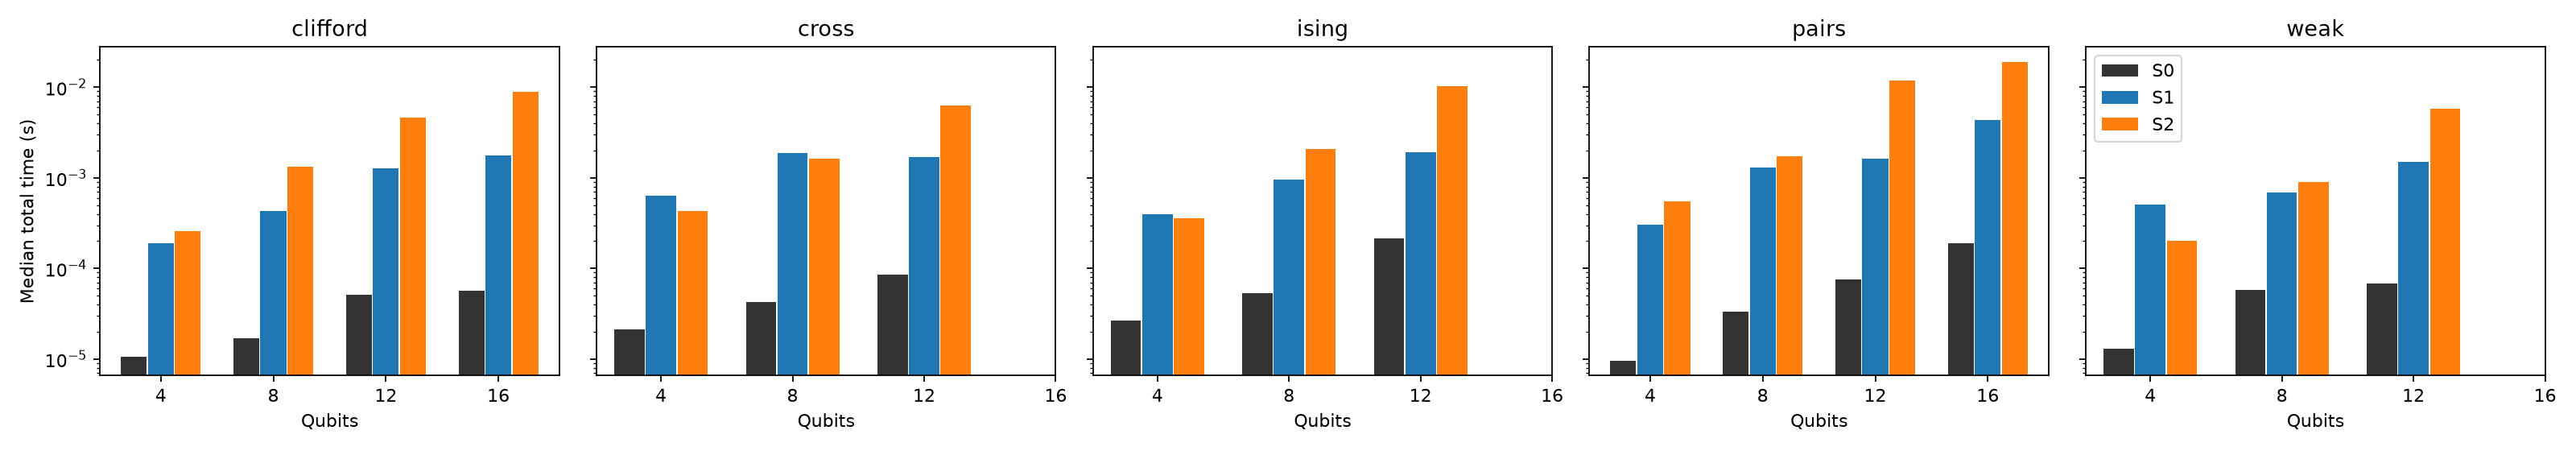 clifford
cross
ising
pairs
weak
Median total time (s)
10⁻²
10⁻³
10⁻⁴
10⁻⁵
S0
S1
S2
4 8 12 16
4 8 12 16
4 8 12 16
4 8 12 16
4 8 12 16
Qubits
Qubits
Qubits
Qubits
Qubits